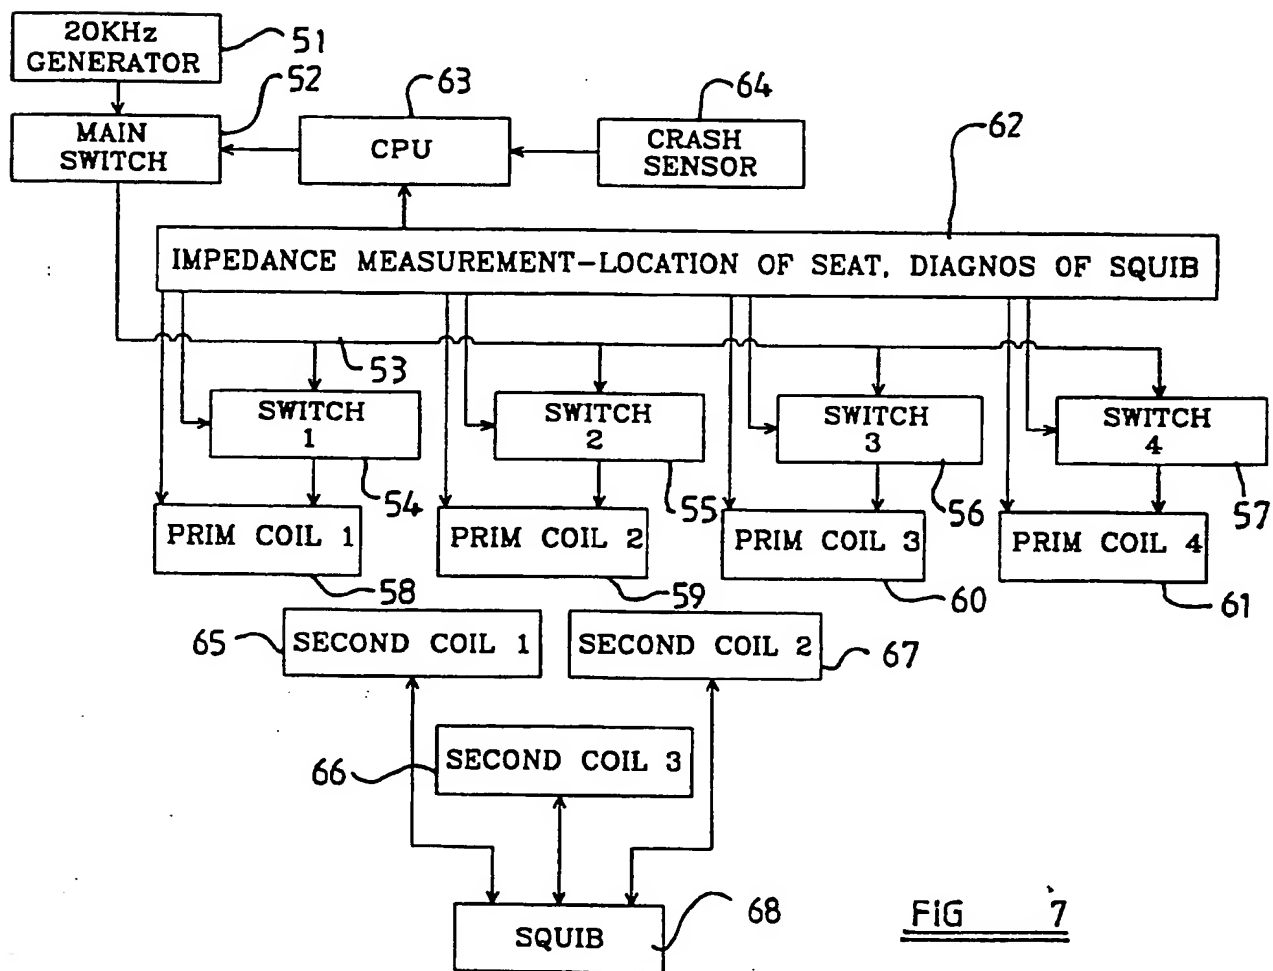 20KHz
GENERATOR
51
52
MAIN
SWITCH
63
CPU
64
CRASH
SENSOR
62
IMPEDANCE MEASUREMENT-LOCATION OF SEAT. DIAGNOS OF SQUIB
53
SWITCH
1
SWITCH
2
SWITCH
3
SWITCH
4
54
55
56
57
PRIM COIL 1
PRIM COIL 2
PRIM COIL 3
PRIM COIL 4
58
59
60
61
65
SECOND COIL 1
SECOND COIL 2
67
66
SECOND COIL 3
SQUIB
68
FIG 7